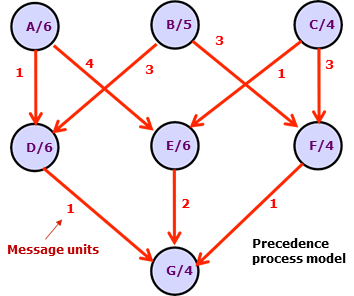 A/6 B/5 C/4
1 4 3 3 1 3
D/6 E/6 F/4
1 2 1
Message units
Precedence
process model
G/4